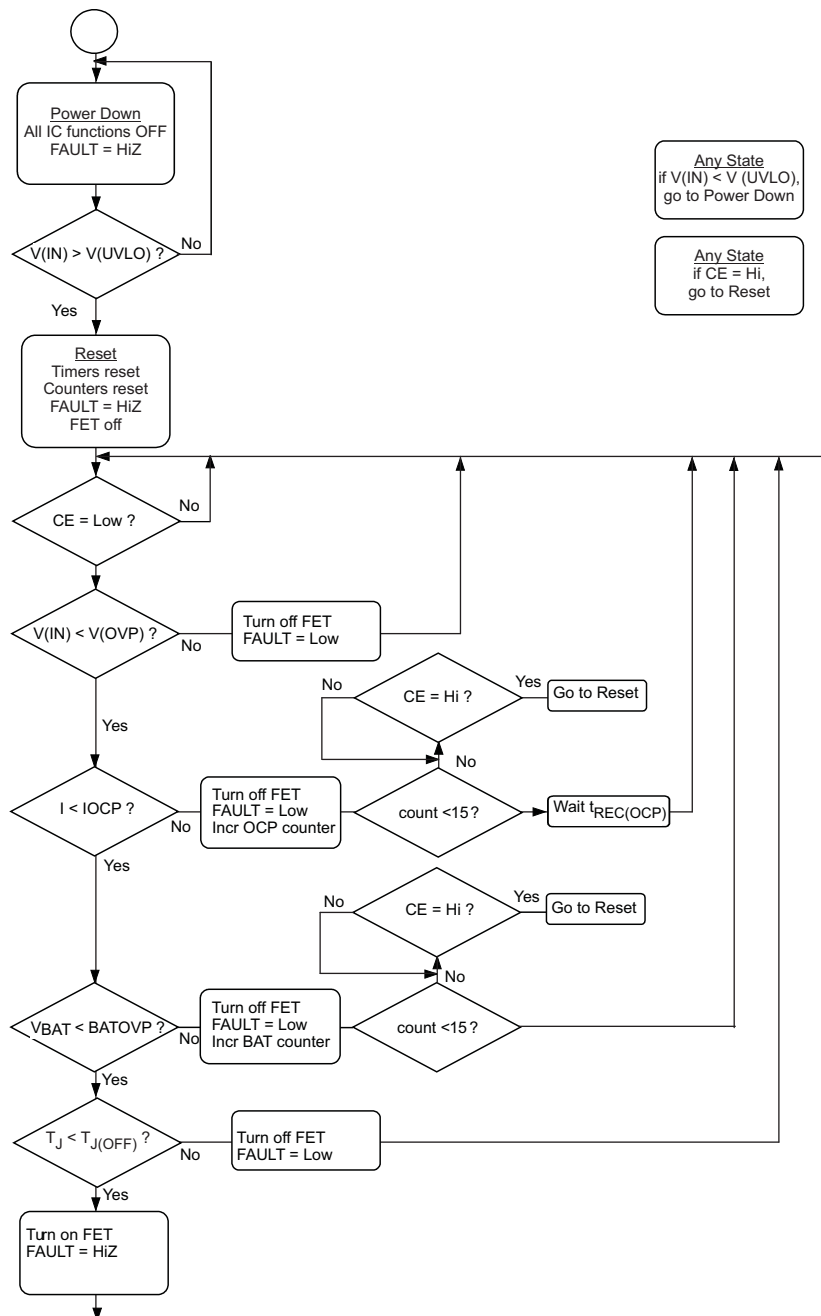 Power Down
All IC functions OFF
FAULT = HiZ
Any State
if V(IN) < V (UVLO),
go to Power Down
V(IN) > V(UVLO) ?
No
Any State
if CE = Hi,
go to Reset
Yes
Reset
Timers reset
Counters reset
FAULT = HiZ
FET off
CE = Low ?
No
V(IN) < V(OVP) ?
No
Turn off FET
FAULT = Low
Yes
No
CE = Hi ?
Yes
Go to Reset
No
I < IOCP ?
No
Turn off FET
FAULT = Low
Incr OCP counter
count <15 ?
Wait tREC(OCP)
Yes
No
CE = Hi ?
Yes
Go to Reset
No
VBAT < BATOVP ?
No
Turn off FET
FAULT = Low
Incr BAT counter
count <15 ?
Yes
TJ < TJ(OFF) ?
No
Turn off FET
FAULT = Low
Yes
Turn on FET
FAULT = HiZ